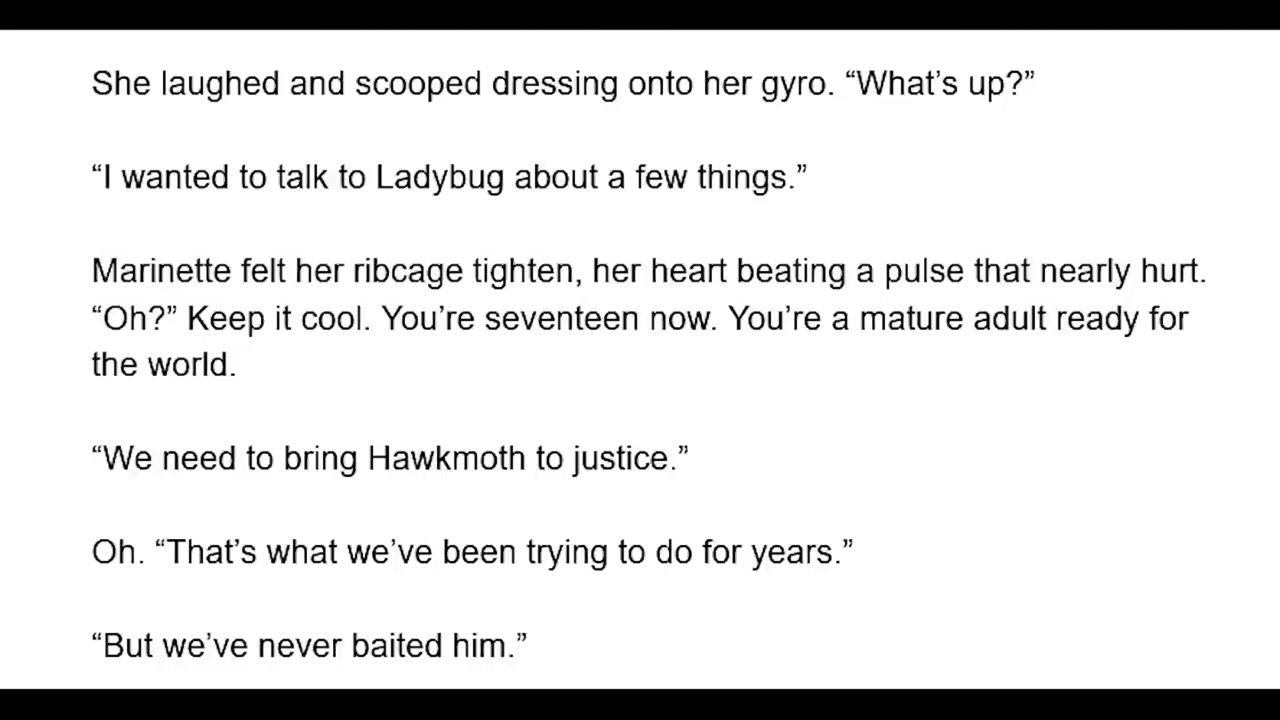 She laughed and scooped dressing onto her gyro. “What’s up?”
“I wanted to talk to Ladybug about a few things.”
Marinette felt her ribcage tighten, her heart beating a pulse that nearly hurt.
“Oh?” Keep it cool. You’re seventeen now. You’re a mature adult ready for
the world.
“We need to bring Hawkmoth to justice.”
Oh. “That’s what we’ve been trying to do for years.”
“But we’ve never baited him.”